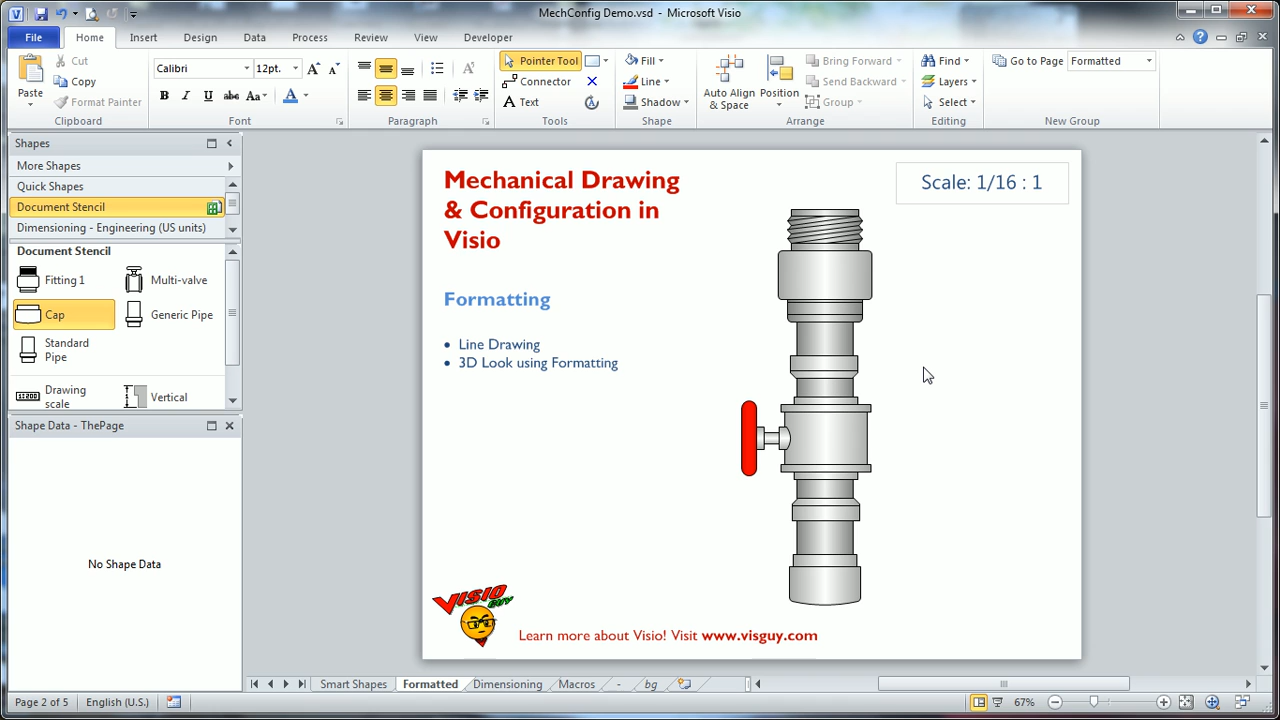 MechConfig Demo.vsd - Microsoft Visio
File Home Insert Design Data Process Review View Developer
Paste
Cut
Copy
Format Painter
Clipboard
Calibri 12pt.
Font
Paragraph
Pointer Tool
Connector
Text
Tools
Fill
Line
Shadow
Shape
Auto Align & Space
Position
Bring Forward
Send Backward
Group
Arrange
Find
Layers
Select
Editing
Go to Page Formatted
New Group
Shapes
More Shapes
Quick Shapes
Document Stencil
Dimensioning - Engineering (US units)
Document Stencil
Fitting 1 Multi-valve
Cap Generic Pipe
Standard Pipe
Drawing scale Vertical
Shape Data - ThePage
No Shape Data
Mechanical Drawing
& Configuration in
Visio
Scale: 1/16 : 1
Formatting
• Line Drawing
• 3D Look using Formatting
VISIO GUY
Learn more about Visio! Visit www.visguy.com
Smart Shapes Formatted Dimensioning Macros - bg
Page 2 of 5 English (U.S.) 67%